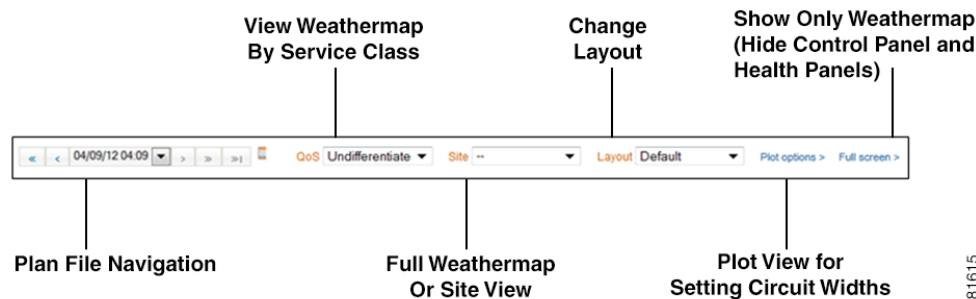 View Weathermap
By Service Class
Change
Layout
Show Only Weathermap
(Hide Control Panel and
Health Panels)
« ‹ 04/09/12 04:09 › » »| QoS Undifferentiate Site -- Layout Default Plot options > Full screen >
Plan File Navigation
Full Weathermap
Or Site View
Plot View for
Setting Circuit Widths
81615